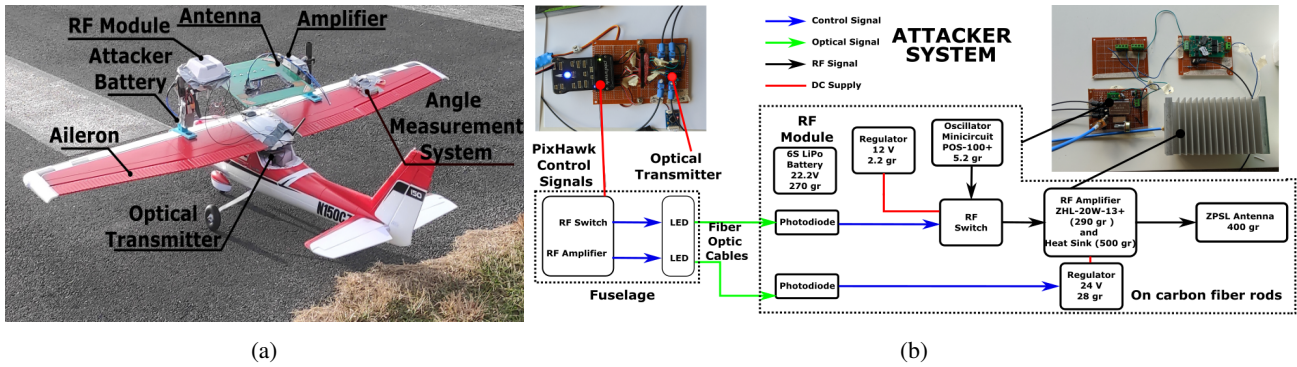 RF Module
Antenna
Amplifier
Attacker
Battery
Aileron
Angle
Measurement
System
Optical
Transmitter
N150GZ
150
(a)
Control Signal
Optical Signal
RF Signal
DC Supply
ATTACKER
SYSTEM
PixHawk
Control
Signals
Optical
Transmitter
RF Switch
RF Amplifier
LED
LED
Fuselage
Fiber
Optic
Cables
RF
Module
6S LiPo
Battery
22.2V
270 gr
Regulator
12 V
2.2 gr
Oscillator
Minicircuit
POS-100+
5.2 gr
Photodiode
RF
Switch
RF Amplifier
ZHL-20W-13+
(290 gr )
and
Heat Sink (500 gr)
ZPSL Antenna
400 gr
Photodiode
Regulator
24 V
28 gr
On carbon fiber rods
(b)